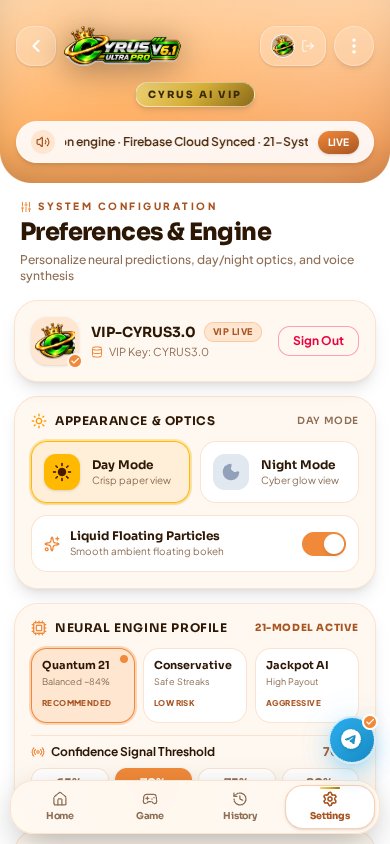 CYRUS V6.1
ULTRA PRO
CYRUS AI VIP
on engine · Firebase Cloud Synced · 21-Syst
LIVE
SYSTEM CONFIGURATION
Preferences & Engine
Personalize neural predictions, day/night optics, and voice
synthesis
VIP-CYRUS3.0 VIP LIVE
VIP Key: CYRUS3.0
Sign Out
APPEARANCE & OPTICS DAY MODE
Day Mode
Crisp paper view
Night Mode
Cyber glow view
Liquid Floating Particles
Smooth ambient floating bokeh
NEURAL ENGINE PROFILE 21-MODEL ACTIVE
Quantum 21
Balanced ~84%
RECOMMENDED
Conservative
Safe Streaks
LOW RISK
Jackpot AI
High Payout
AGGRESSIVE
Confidence Signal Threshold
Home
Game
History
Settings